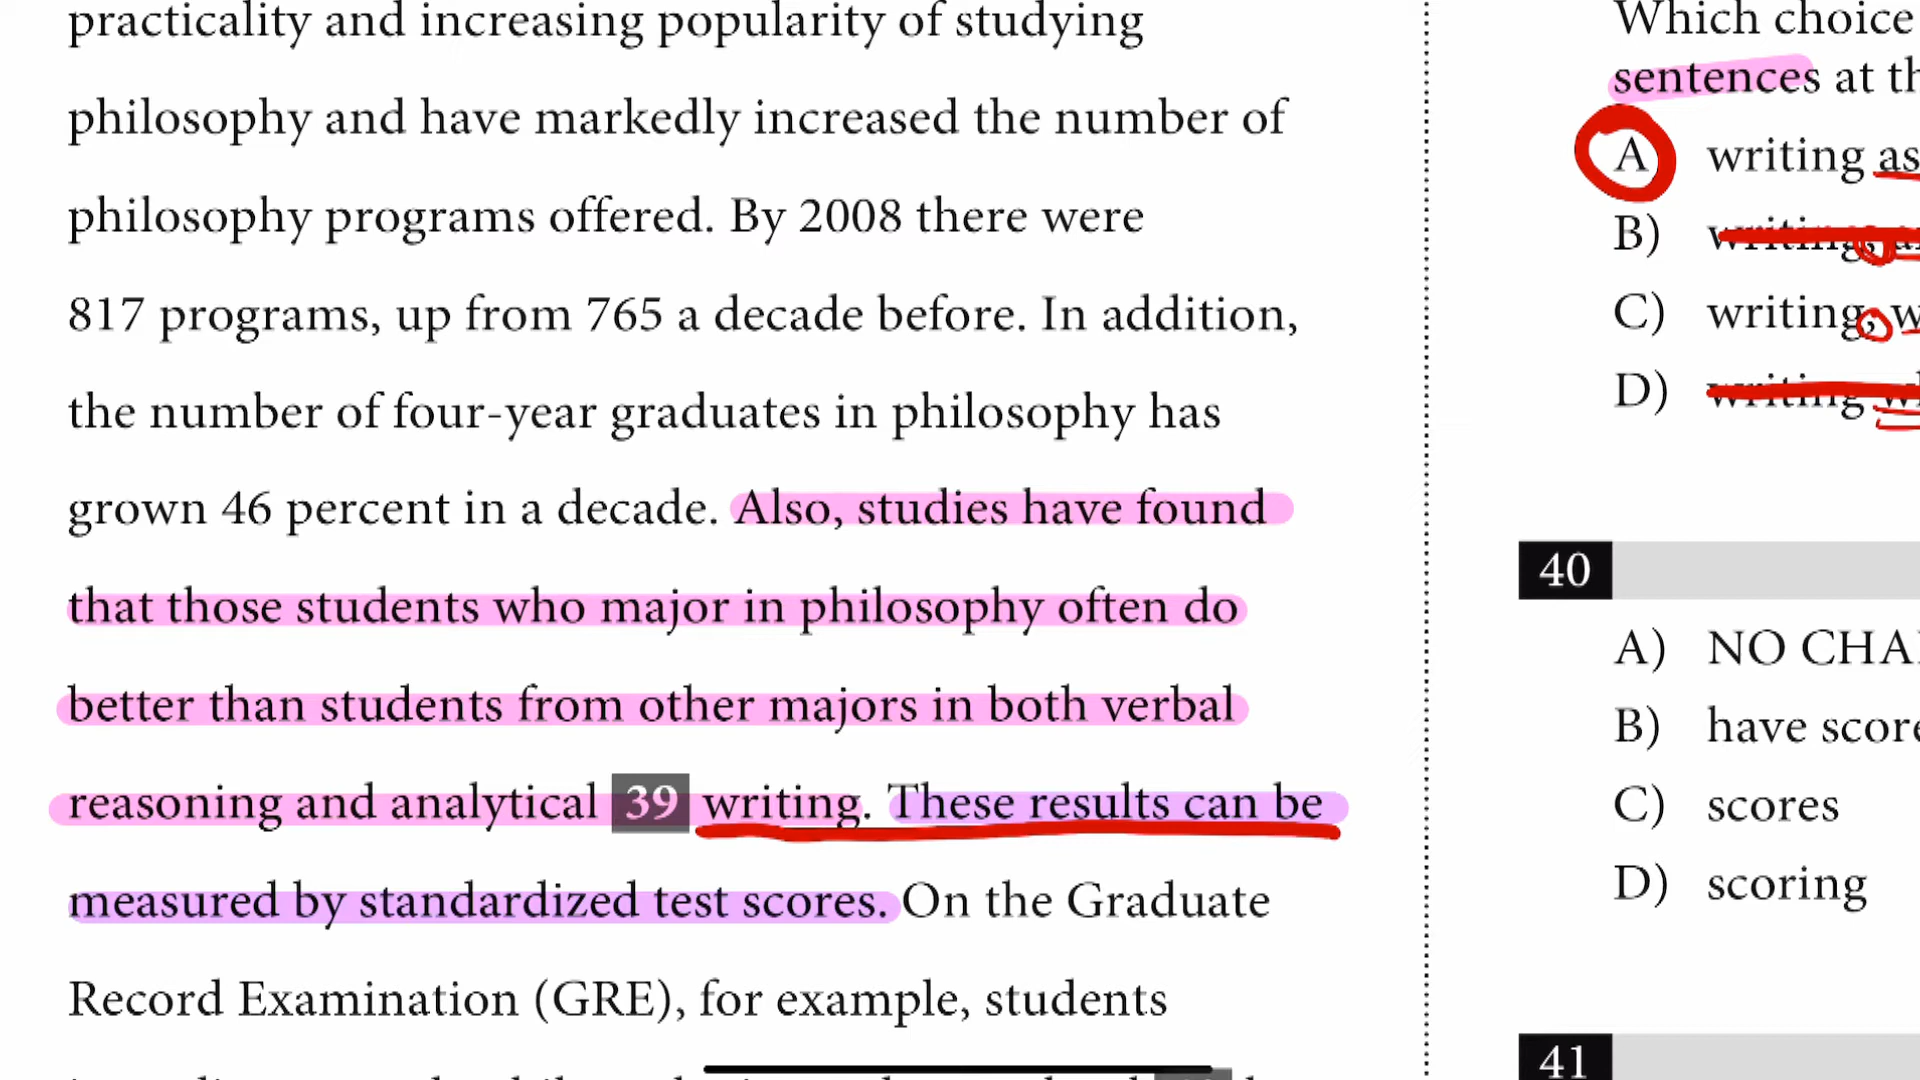 practicality and increasing popularity of studying
philosophy and have markedly increased the number of
philosophy programs offered. By 2008 there were
817 programs, up from 765 a decade before. In addition,
the number of four-year graduates in philosophy has
grown 46 percent in a decade. Also, studies have found
that those students who major in philosophy often do
better than students from other majors in both verbal
reasoning and analytical 39 writing. These results can be
measured by standardized test scores. On the Graduate
Record Examination (GRE), for example, students
Which choice
sentences at th
A writing as
B) writing, a
C) writing, w
D) writing wh
40
A) NO CHA
B) have score
C) scores
D) scoring
41